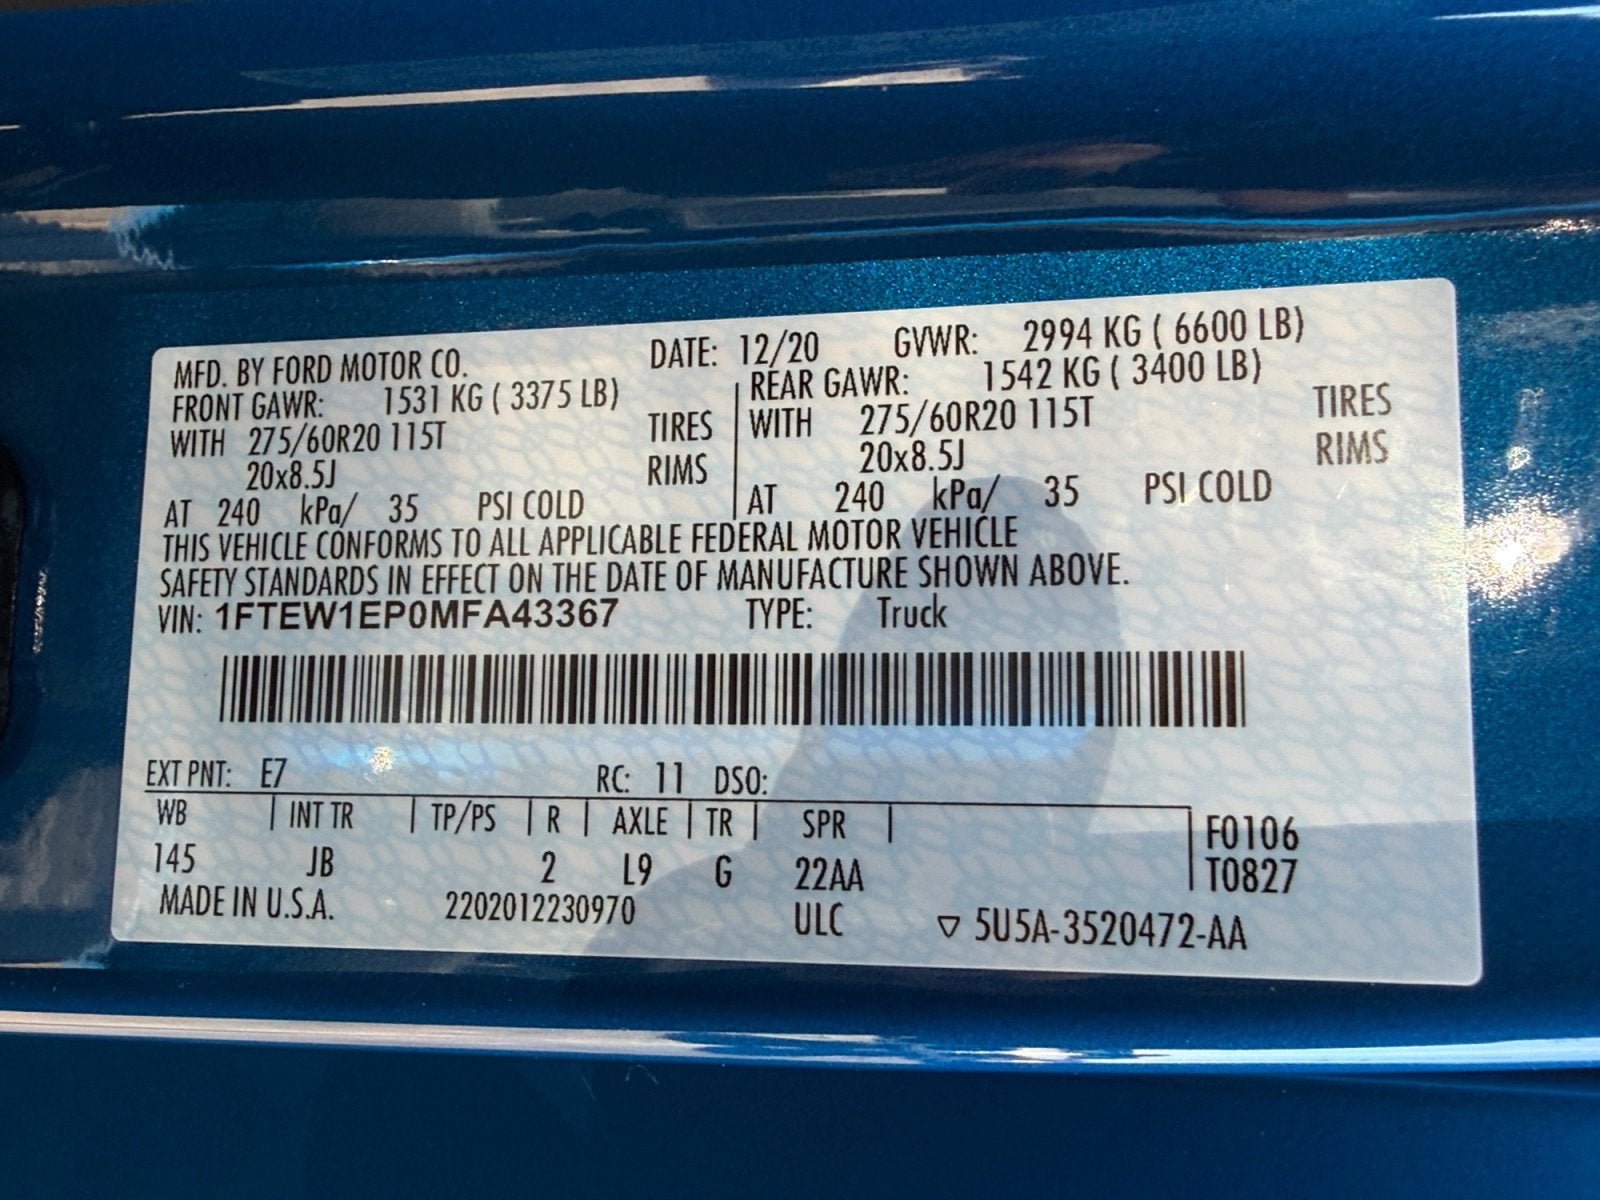 MFD. BY FORD MOTOR CO. DATE: 12/20 GVWR: 2994 KG ( 6600 LB)
FRONT GAWR: 1531 KG ( 3375 LB) REAR GAWR: 1542 KG ( 3400 LB)
WITH 275/60R20 115T TIRES WITH 275/60R20 115T TIRES
20x8.5J RIMS 20x8.5J RIMS
AT 240 kPa/ 35 PSI COLD AT 240 kPa/ 35 PSI COLD
THIS VEHICLE CONFORMS TO ALL APPLICABLE FEDERAL MOTOR VEHICLE
SAFETY STANDARDS IN EFFECT ON THE DATE OF MANUFACTURE SHOWN ABOVE.
VIN: 1FTEW1EP0MFA43367 TYPE: Truck
EXT PNT: E7 RC: 11 DSO:
WB INT TR TP/PS R AXLE TR SPR F0106
145 JB 2 L9 G 22AA T0827
MADE IN U.S.A. 2202012230970 ULC ▽ 5U5A-3520472-AA